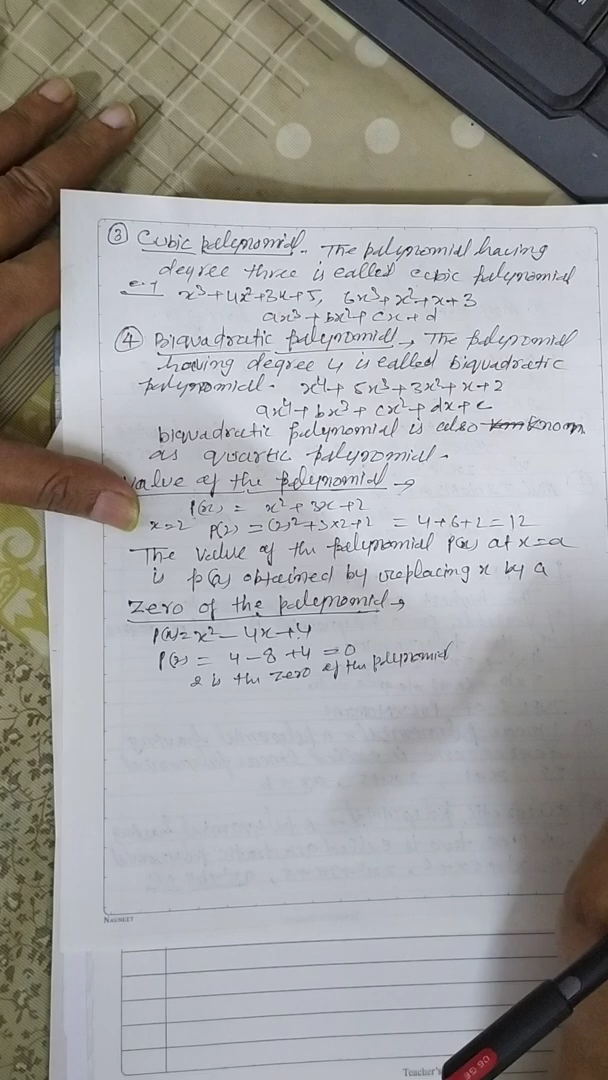 ③ Cubic polynomial. The polynomial having
degree three is called cubic polynomial
e.g x³+4x²+3x+5, 6x³+x²+x+3
ax³+bx²+cx+d
④ Biquadratic polynomial → The polynomial
having degree 4 is called biquadratic
polynomial. x⁴+5x³+3x²+x+2
ax⁴+bx³+cx²+dx+e
biquadratic polynomial is also known
as quartic polynomial.
Value of the polynomial →
P(x) = x²+3x+2
x=2 P(2) = (2)²+3×2+2 = 4+6+2=12
The value of the polynomial P(x) at x=a
is p(a) obtained by replacing x by a
Zero of the polynomial →
P(x)=x²-4x+4
P(2) = 4-8+4=0
2 is the zero of the polynomial
NAVNEET
Teacher's